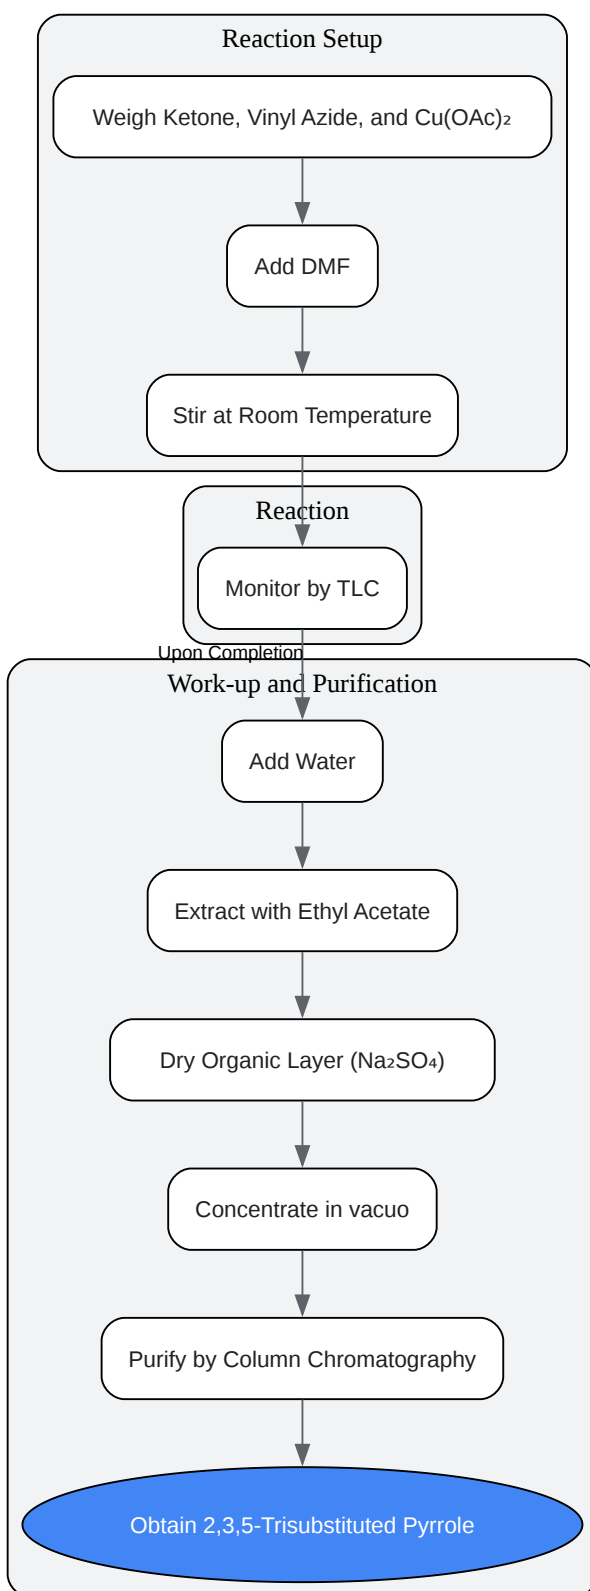 Reaction Setup
Weigh Ketone, Vinyl Azide, and Cu(OAc)₂
Add DMF
Stir at Room Temperature
Reaction
Monitor by TLC
Upon Completion
Work-up and Purification
Add Water
Extract with Ethyl Acetate
Dry Organic Layer (Na₂SO₄)
Concentrate in vacuo
Purify by Column Chromatography
Obtain 2,3,5-Trisubstituted Pyrrole